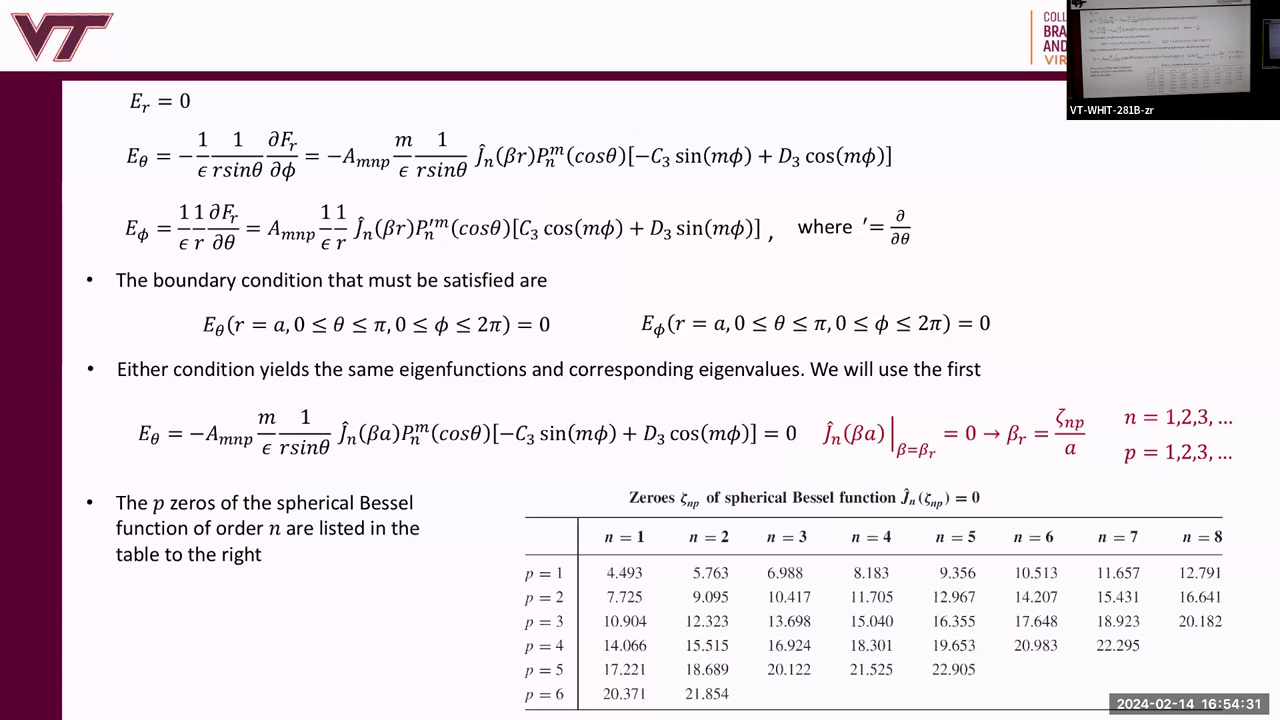 VT
COLL
BRA
AND
VIR
VT-WHIT-281B-zr
E_r = 0
E_θ = −(1/ϵ)(1/(r sinθ))(∂F_r/∂ϕ) = −A_mnp (m/ϵ)(1/(r sinθ)) Ĵ_n(βr)P_n^m(cosθ)[−C_3 sin(mϕ) + D_3 cos(mϕ)]
E_ϕ = (1/ϵ)(1/r)(∂F_r/∂θ) = A_mnp (1/ϵ)(1/r) Ĵ_n(βr)P_n^′m(cosθ)[C_3 cos(mϕ) + D_3 sin(mϕ)] , where ′ = ∂/∂θ
• The boundary condition that must be satisfied are
E_θ(r = a, 0 ≤ θ ≤ π, 0 ≤ ϕ ≤ 2π) = 0 E_ϕ(r = a, 0 ≤ θ ≤ π, 0 ≤ ϕ ≤ 2π) = 0
• Either condition yields the same eigenfunctions and corresponding eigenvalues. We will use the first
E_θ = −A_mnp (m/ϵ)(1/(r sinθ)) Ĵ_n(βa)P_n^m(cosθ)[−C_3 sin(mϕ) + D_3 cos(mϕ)] = 0 Ĵ_n(βa)|_β=β_r = 0 → β_r = ζ_np/a n = 1,2,3, …
p = 1,2,3, …
• The p zeros of the spherical Bessel
function of order n are listed in the
table to the right
Zeroes ζ_np of spherical Bessel function Ĵ_n(ζ_np) = 0
n = 1 n = 2 n = 3 n = 4 n = 5 n = 6 n = 7 n = 8
p = 1 4.493 5.763 6.988 8.183 9.356 10.513 11.657 12.791
p = 2 7.725 9.095 10.417 11.705 12.967 14.207 15.431 16.641
p = 3 10.904 12.323 13.698 15.040 16.355 17.648 18.923 20.182
p = 4 14.066 15.515 16.924 18.301 19.653 20.983 22.295
p = 5 17.221 18.689 20.122 21.525 22.905
p = 6 20.371 21.854
2024-02-14 16:54:31